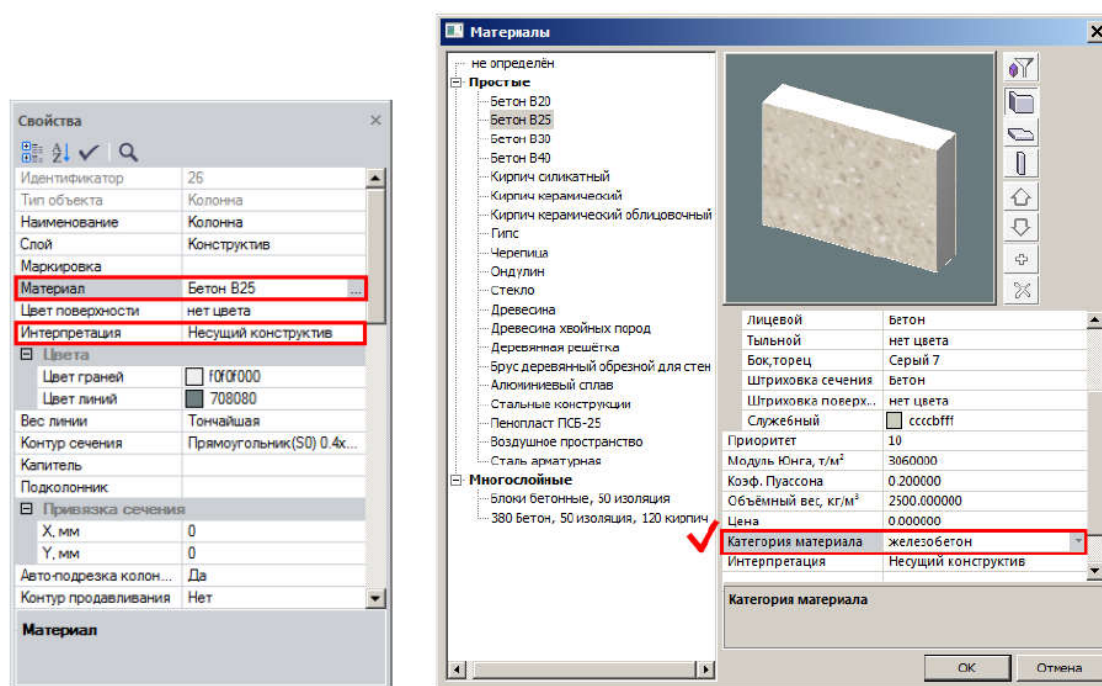 Свойства
Идентификатор 26
Тип объекта Колонна
Наименование Колонна
Слой Конструктив
Маркировка
Материал Бетон В25 ...
Цвет поверхности нет цвета
Интерпретация Несущий конструктив
Цвета
Цвет граней f0f0f000
Цвет линий 708080
Вес линии Тончайшая
Контур сечения Прямоугольник(S0) 0.4x...
Капитель
Подколонник
Привязка сечения
X, мм 0
Y, мм 0
Авто-подрезка колон... Да
Контур продавливания Нет
Материал
Материалы
не определён
Простые
Бетон В20
Бетон В25
Бетон В30
Бетон В40
Кирпич силикатный
Кирпич керамический
Кирпич керамический облицовочный
Гипс
Черепица
Ондулин
Стекло
Древесина
Древесина хвойных пород
Деревянная решётка
Брус деревянный обрезной для стен
Алюминиевый сплав
Стальные конструкции
Пенопласт ПСБ-25
Воздушное пространство
Сталь арматурная
Многослойные
Блоки бетонные, 50 изоляция
380 Бетон, 50 изоляция, 120 кирпич
Лицевой Бетон
Тыльной нет цвета
Бок,торец Серый 7
Штриховка сечения Бетон
Штриховка поверх... нет цвета
Служебный ccccbfff
Приоритет 10
Модуль Юнга, т/м² 3060000
Коэф. Пуассона 0.200000
Объёмный вес, кг/м³ 2500.000000
Цена 0.000000
Категория материала железобетон
Интерпретация Несущий конструктив
Категория материала
ОК Отмена